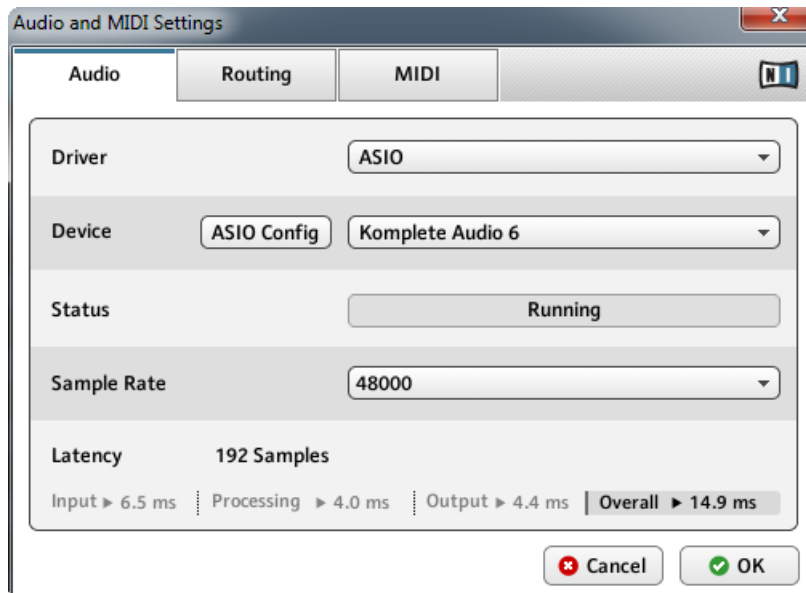 Audio and MIDI Settings
Audio Routing MIDI NI
Driver ASIO
Device ASIO Config Komplete Audio 6
Status Running
Sample Rate 48000
Latency 192 Samples
Input ▸ 6.5 ms Processing ▸ 4.0 ms Output ▸ 4.4 ms Overall ▸ 14.9 ms
Cancel OK